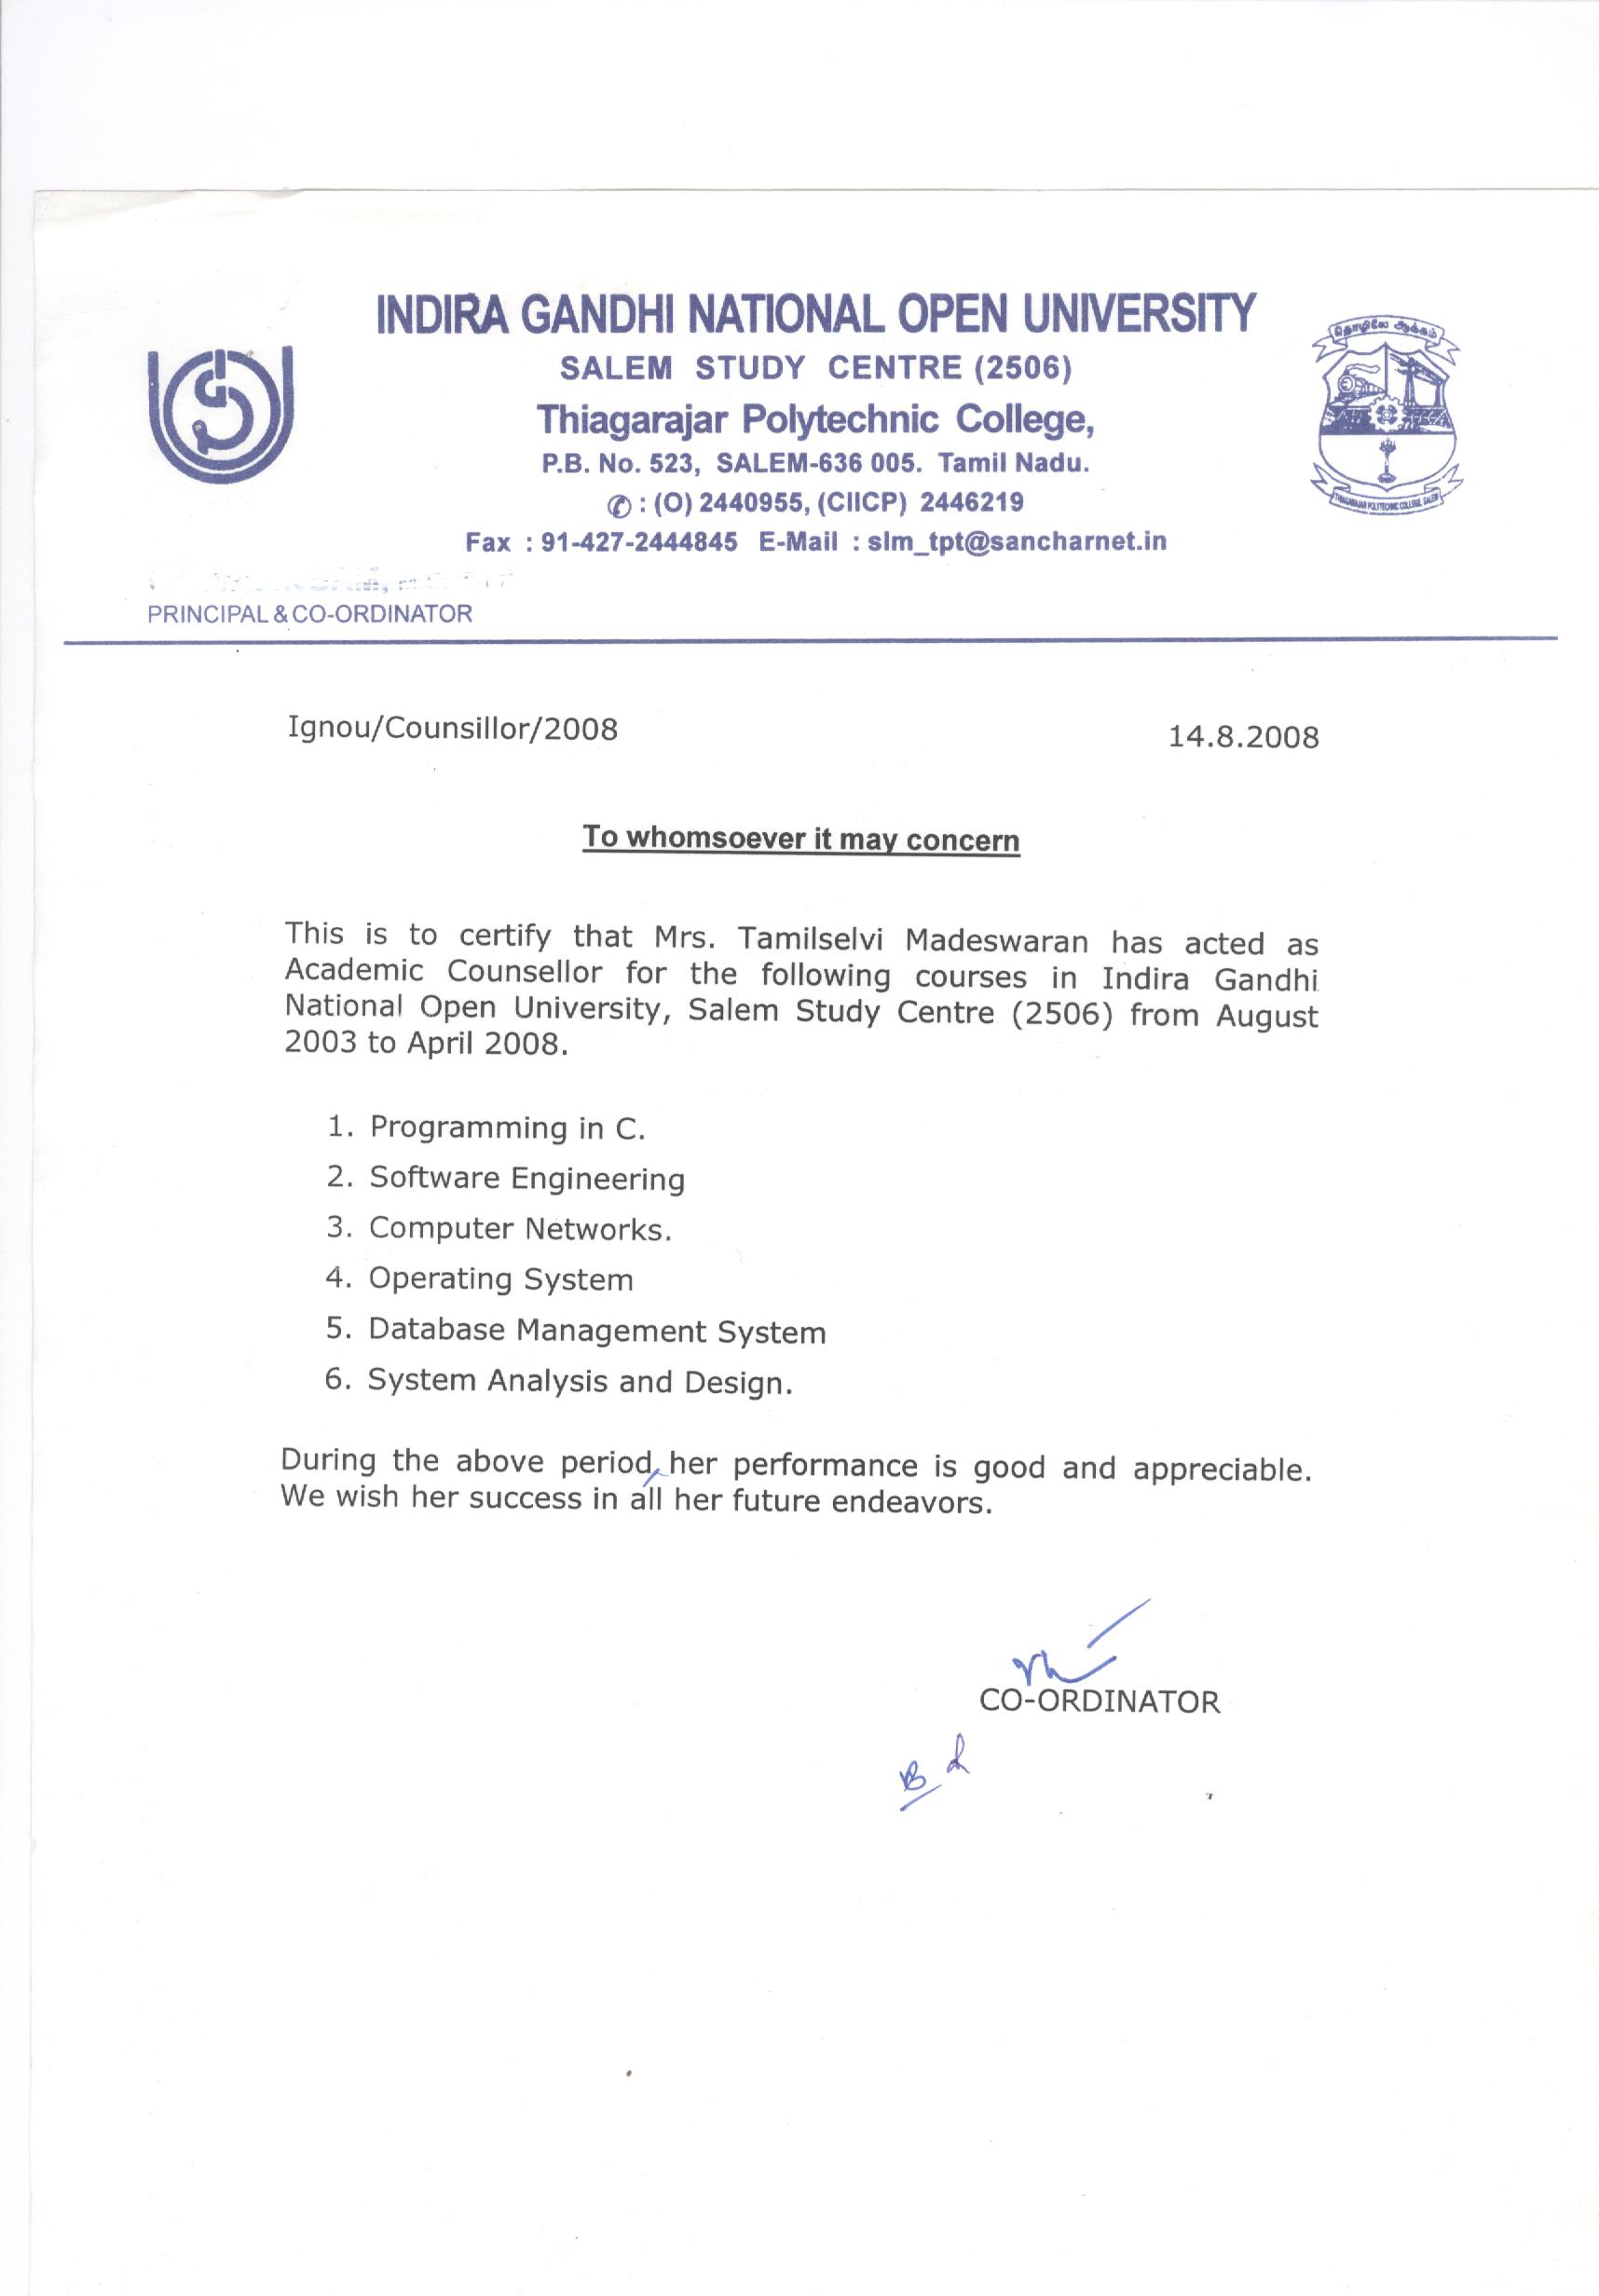 INDIRA GANDHI NATIONAL OPEN UNIVERSITY
SALEM STUDY CENTRE (2506)
Thiagarajar Polytechnic College,
P.B. No. 523, SALEM-636 005. Tamil Nadu.
✆ : (O) 2440955, (CIICP) 2446219
Fax : 91-427-2444845 E-Mail : slm_tpt@sancharnet.in
தொழிலே ஆக்கம்
THIAGARAJAR POLYTECHNIC COLLEGE, SALEM
PRINCIPAL & CO-ORDINATOR
Ignou/Counsillor/2008
14.8.2008
To whomsoever it may concern
This is to certify that Mrs. Tamilselvi Madeswaran has acted as
Academic Counsellor for the following courses in Indira Gandhi
National Open University, Salem Study Centre (2506) from August
2003 to April 2008.
1. Programming in C.
2. Software Engineering
3. Computer Networks.
4. Operating System
5. Database Management System
6. System Analysis and Design.
During the above period, her performance is good and appreciable.
We wish her success in all her future endeavors.
CO-ORDINATOR